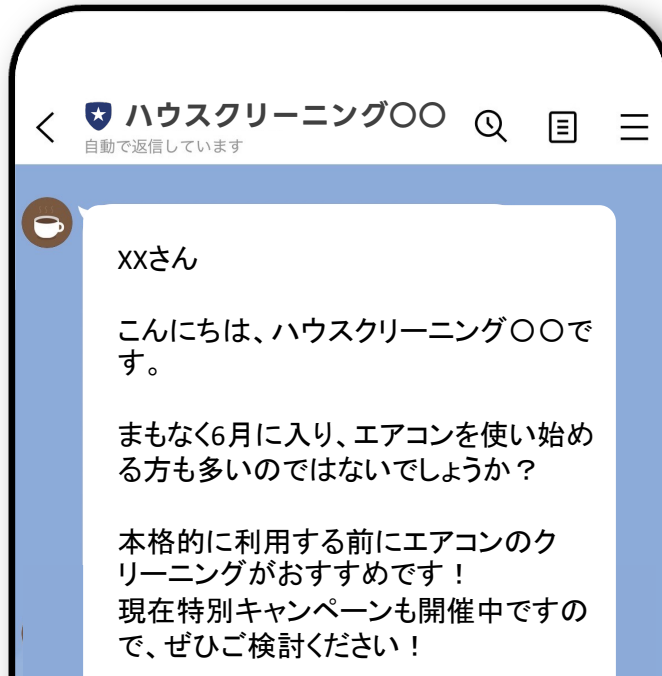 ハウスクリーニング〇〇
自動で返信しています
XXさん
こんにちは、ハウスクリーニング〇〇で
す。
まもなく6月に入り、エアコンを使い始め
る方も多いのではないでしょうか？
本格的に利用する前にエアコンのク
リーニングがおすすめです！
現在特別キャンペーンも開催中ですの
で、ぜひご検討ください！